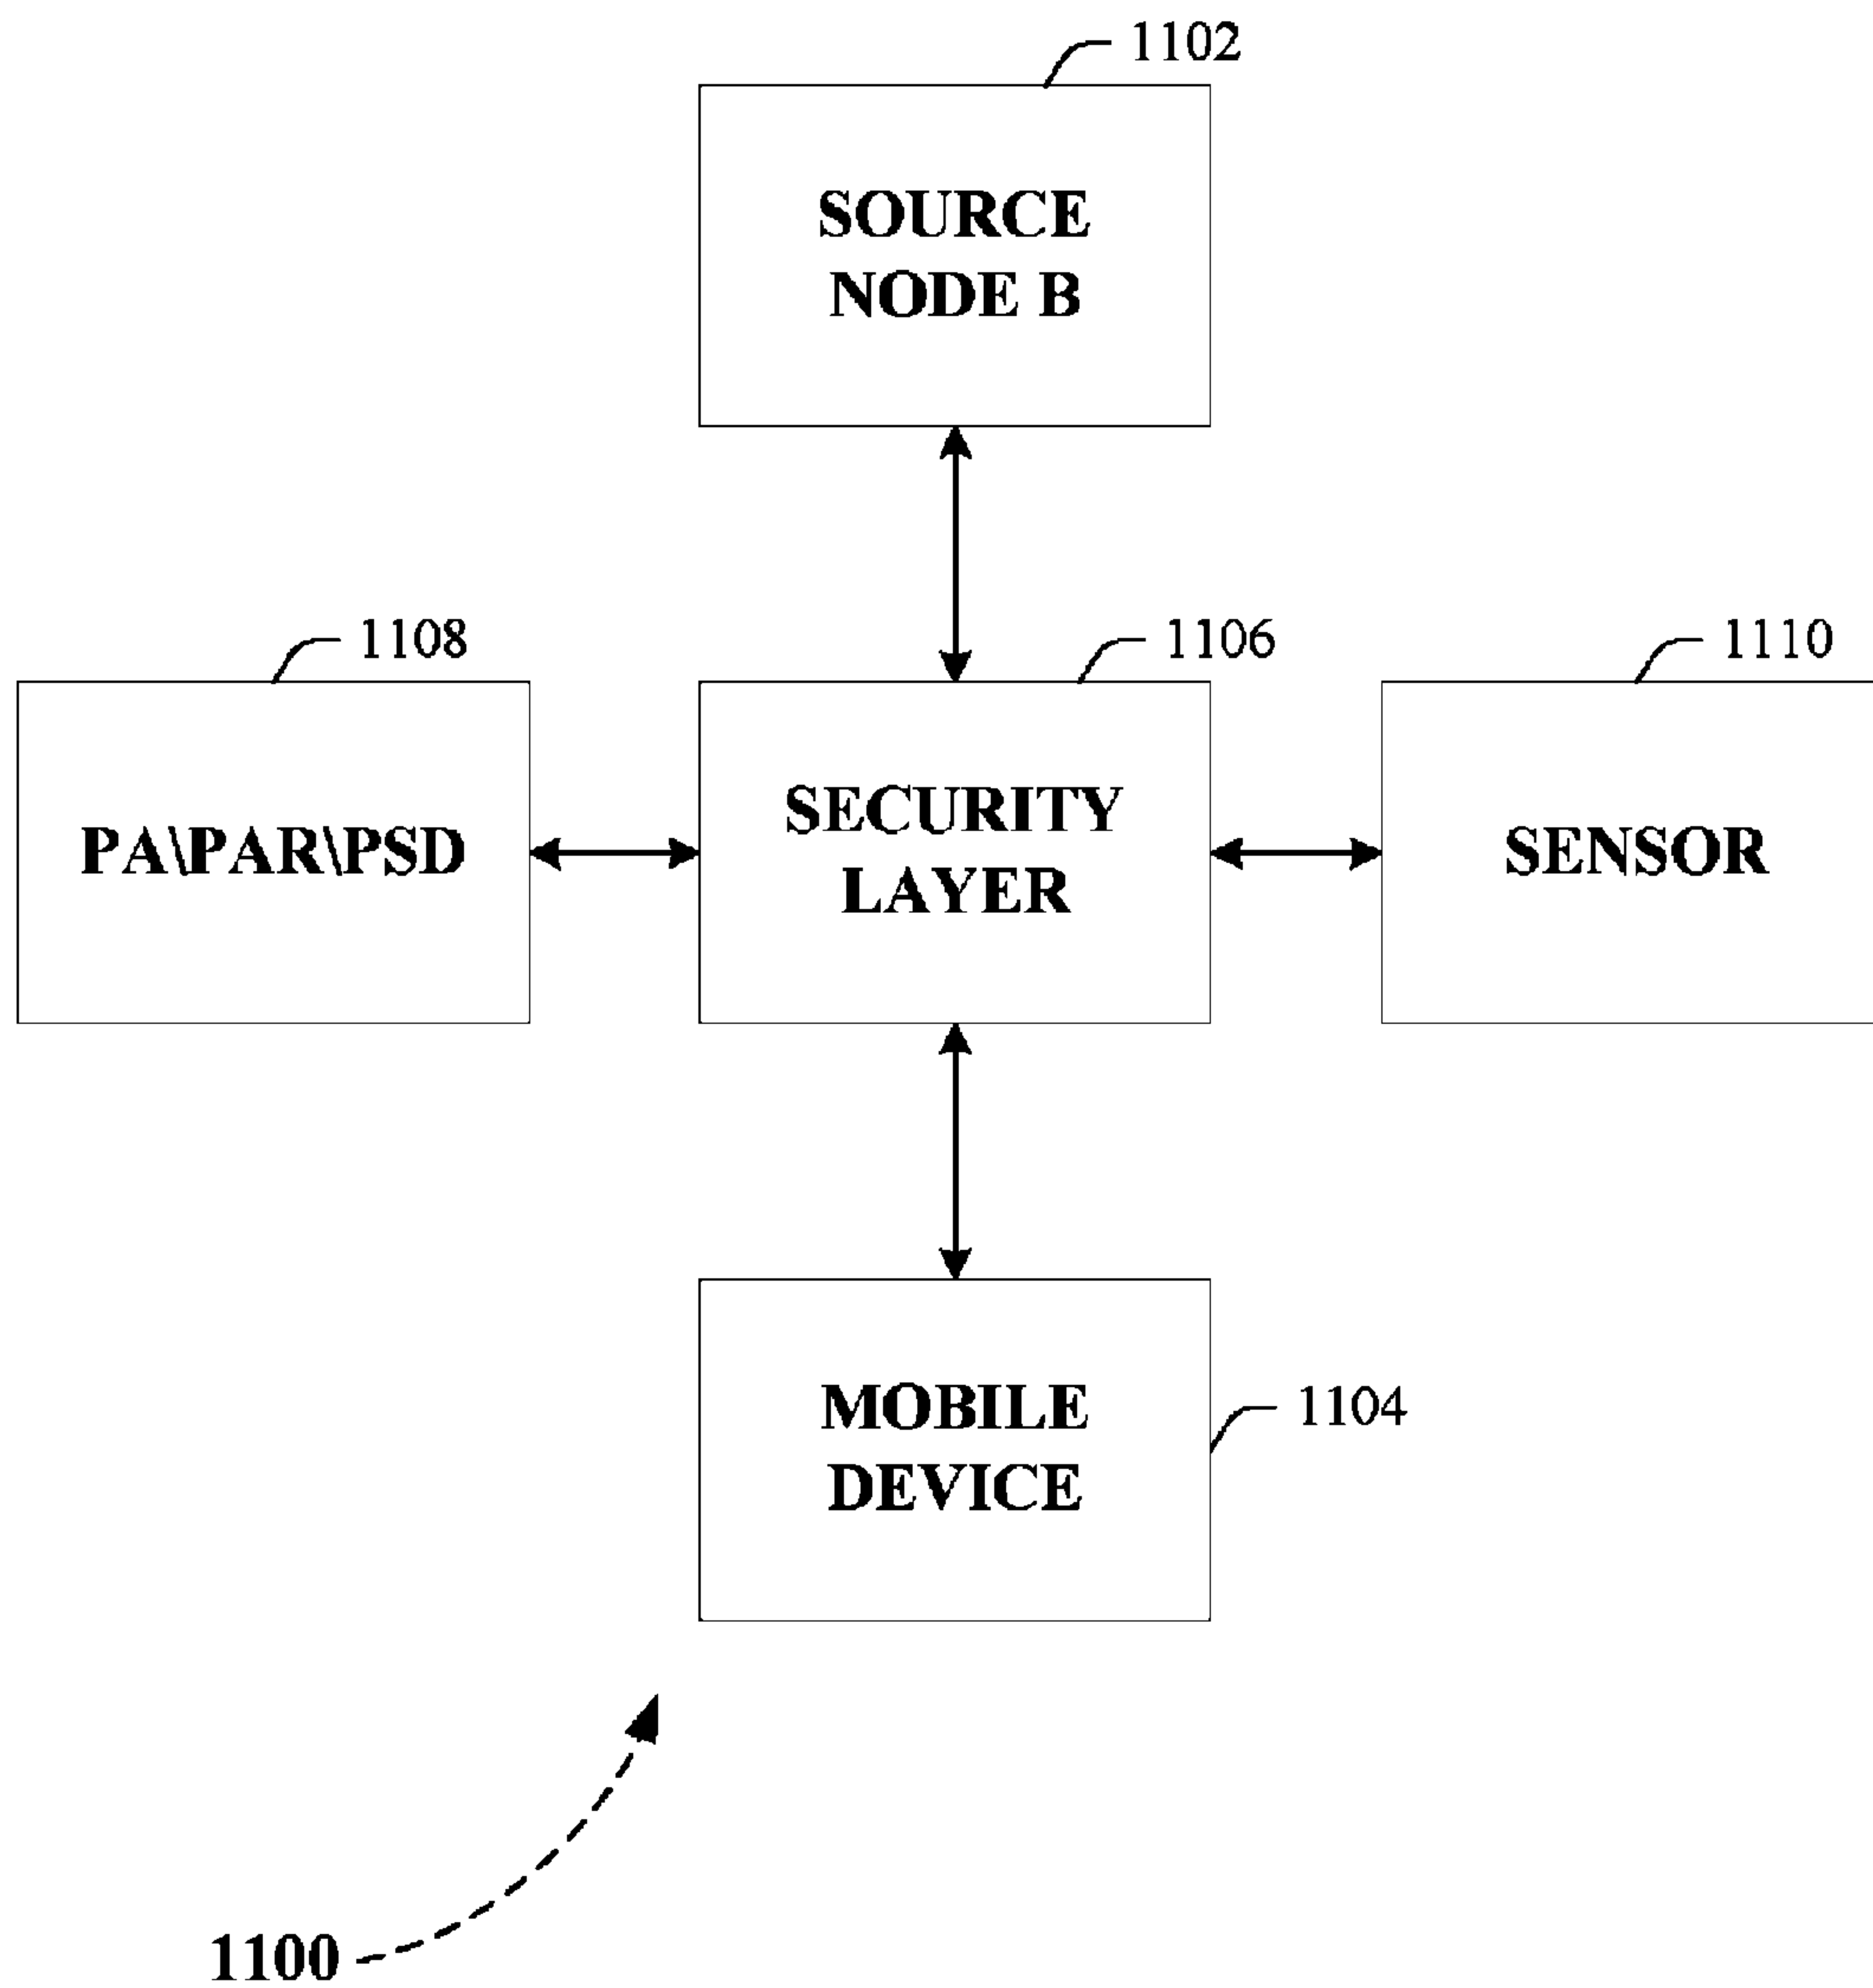 1102
SOURCE
NODE B
1108
1106
1110
PA\PAR\PSD
SECURITY
LAYER
SENSOR
MOBILE
DEVICE
1104
1100